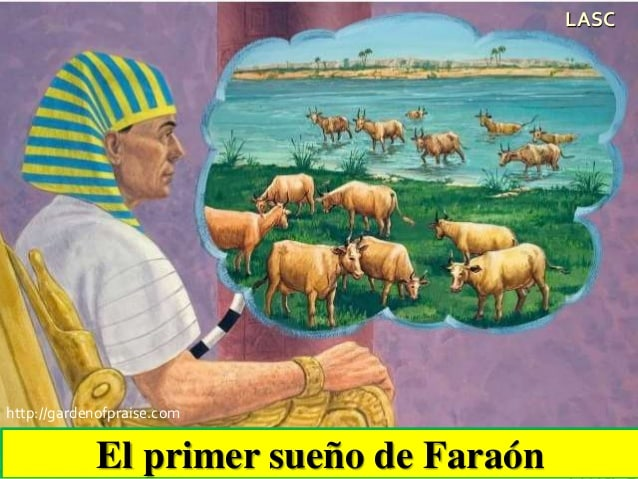 LASC
http://gardenofpraise.com
El primer sueño de Faraón